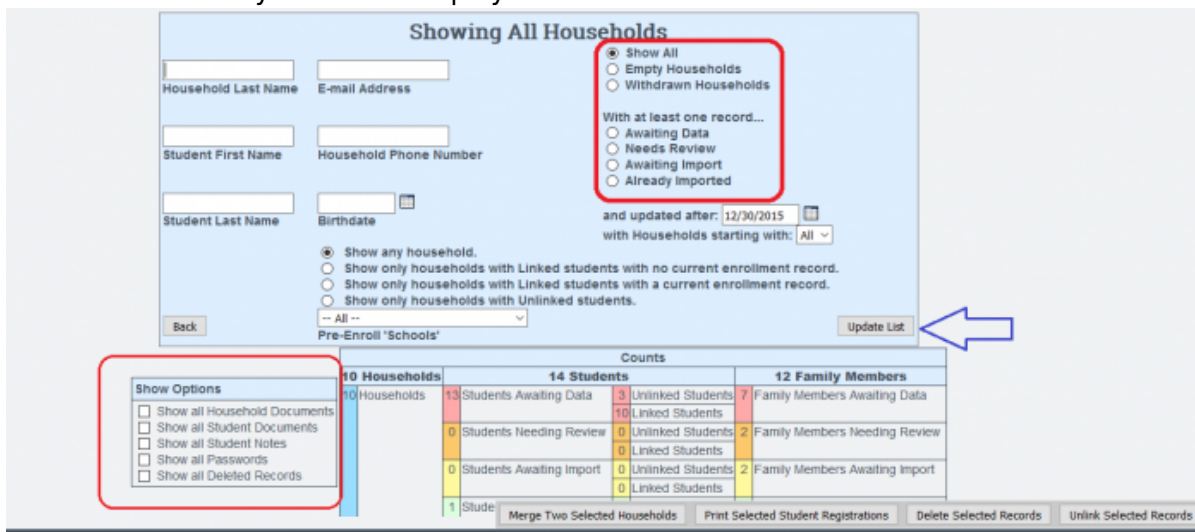 Showing All Households
Show All
Empty Households
Withdrawn Households
Household Last Name E-mail Address
With at least one record...
Awaiting Data
Needs Review
Awaiting Import
Already Imported
Student First Name Household Phone Number
Student Last Name Birthdate
and updated after: 12/30/2015
with Households starting with: All
Show any household.
Show only households with Linked students with no current enrollment record.
Show only households with Linked students with a current enrollment record.
Show only households with Unlinked students.
-- All --
Back Pre-Enroll 'Schools' Update List
Counts
10 Households 14 Students 12 Family Members
10 Households 13 Students Awaiting Data 3 Unlinked Students 7 Family Members Awaiting Data
10 Linked Students
0 Students Needing Review 0 Unlinked Students 2 Family Members Needing Review
0 Linked Students
0 Students Awaiting Import 0 Unlinked Students 2 Family Members Awaiting Import
0 Linked Students
1 Stude
Show Options
Show all Household Documents
Show all Student Documents
Show all Student Notes
Show all Passwords
Show all Deleted Records
Merge Two Selected Households Print Selected Student Registrations Delete Selected Records Unlink Selected Records